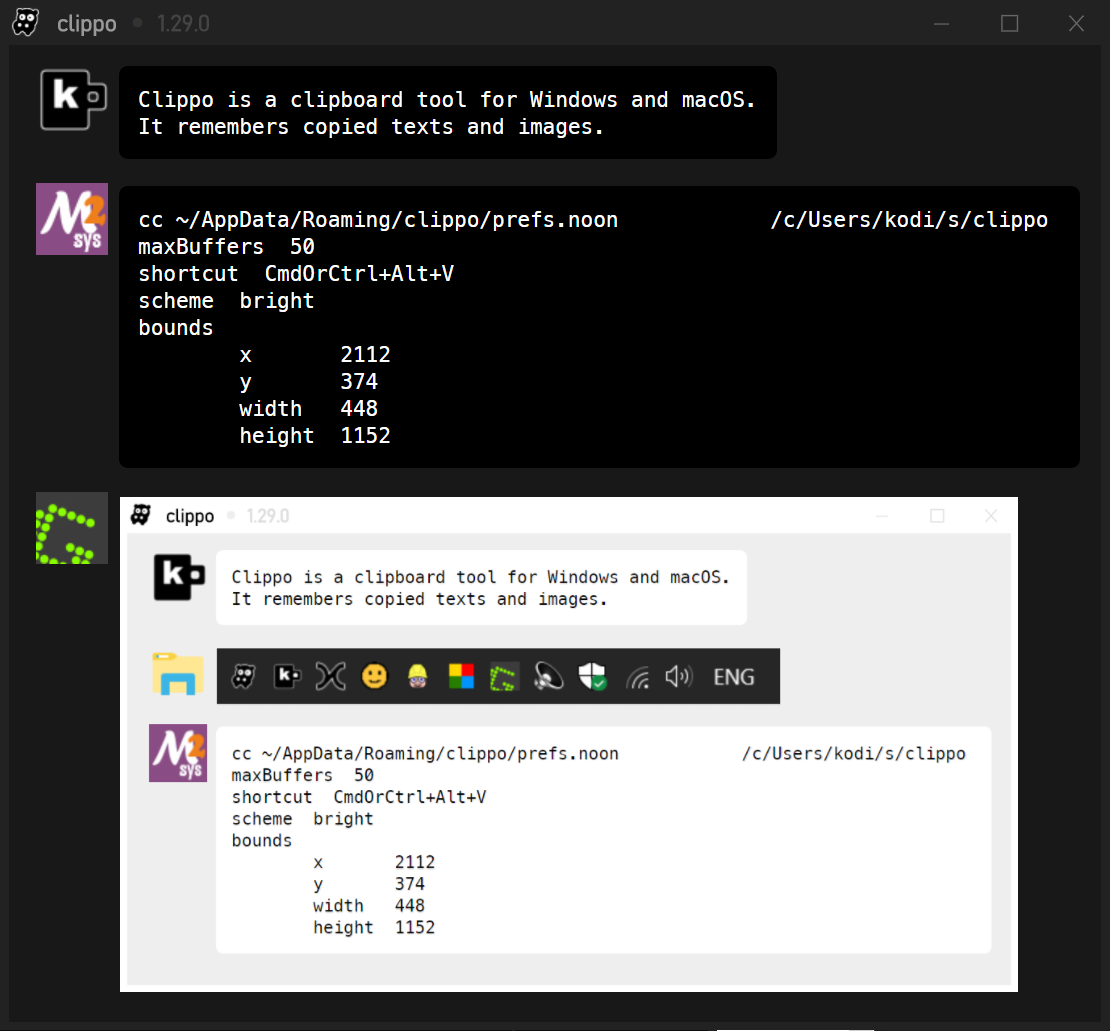 clippo • 1.29.0
k
Clippo is a clipboard tool for Windows and macOS.
It remembers copied texts and images.
M2
sys
cc ~/AppData/Roaming/clippo/prefs.noon /c/Users/kodi/s/clippo
maxBuffers 50
shortcut CmdOrCtrl+Alt+V
scheme bright
bounds
x 2112
y 374
width 448
height 1152
G
clippo • 1.29.0
k
Clippo is a clipboard tool for Windows and macOS.
It remembers copied texts and images.
k ENG
M2
sys
cc ~/AppData/Roaming/clippo/prefs.noon /c/Users/kodi/s/clippo
maxBuffers 50
shortcut CmdOrCtrl+Alt+V
scheme bright
bounds
x 2112
y 374
width 448
height 1152